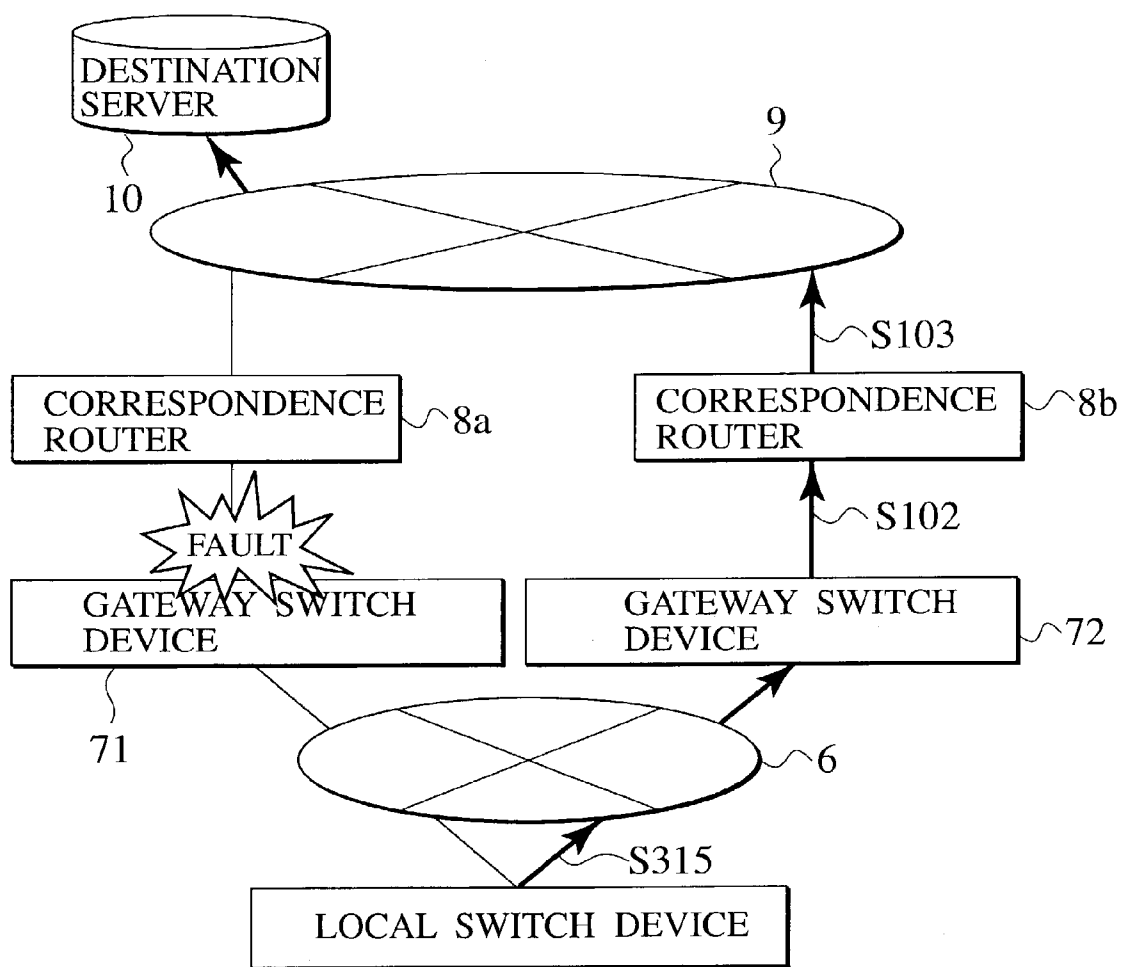 DESTINATION
SERVER
10
9
S103
CORRESPONDENCE
ROUTER
8a
CORRESPONDENCE
ROUTER
8b
FAULT
S102
GATEWAY SWITCH
DEVICE
71
GATEWAY SWITCH
DEVICE
72
6
S315
LOCAL SWITCH DEVICE